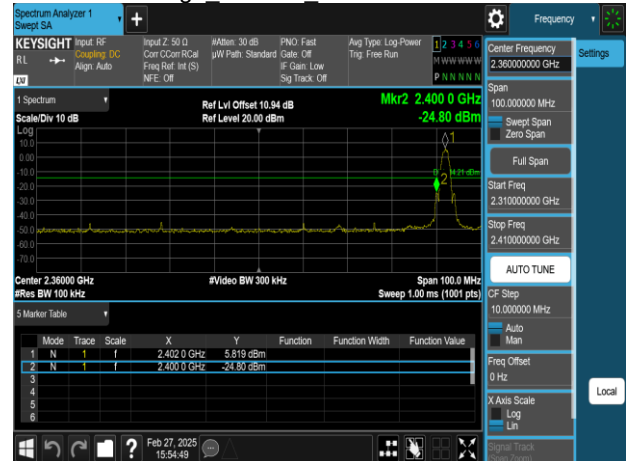 Spectrum Analyzer 1
Swept SA
+
Frequency
KEYSIGHT
RL
Input: RF
Coupling: DC
Align: Auto
Input Z: 50 Ω
Corr CCorr RCal
Freq Ref: Int (S)
NFE: Off
#Atten: 30 dB
µW Path: Standard
PNO: Fast
Gate: Off
IF Gain: Low
Sig Track: Off
Avg Type: Log-Power
Trig: Free Run
1 2 3 4 5 6
M W W W W W
P N N N N N
1 Spectrum
Scale/Div 10 dB
Ref Lvl Offset 10.94 dB
Ref Level 20.00 dBm
Mkr2 2.400 0 GHz
-24.80 dBm
Log
10.0
0.00
-10.0
-20.0
-30.0
-40.0
-50.0
-60.0
-70.0
1
2
Center 2.36000 GHz
#Video BW 300 kHz
Span 100.0 MHz
#Res BW 100 kHz
Sweep 1.00 ms (1001 pts)
5 Marker Table
Mode Trace Scale X Y Function Function Width Function Value
1 N 1 f 2.402 0 GHz 5.819 dBm
2 N 1 f 2.400 0 GHz -24.80 dBm
3
4
5
6
?
Feb 27, 2025
15:54:49
Center Frequency
2.360000000 GHz
Settings
Span
100.000000 MHz
Swept Span
Zero Span
Full Span
Start Freq
2.310000000 GHz
Stop Freq
2.410000000 GHz
AUTO TUNE
CF Step
10.000000 MHz
Auto
Man
Freq Offset
0 Hz
X Axis Scale
Log
Lin
Local
Signal Track
(Span Zoom)